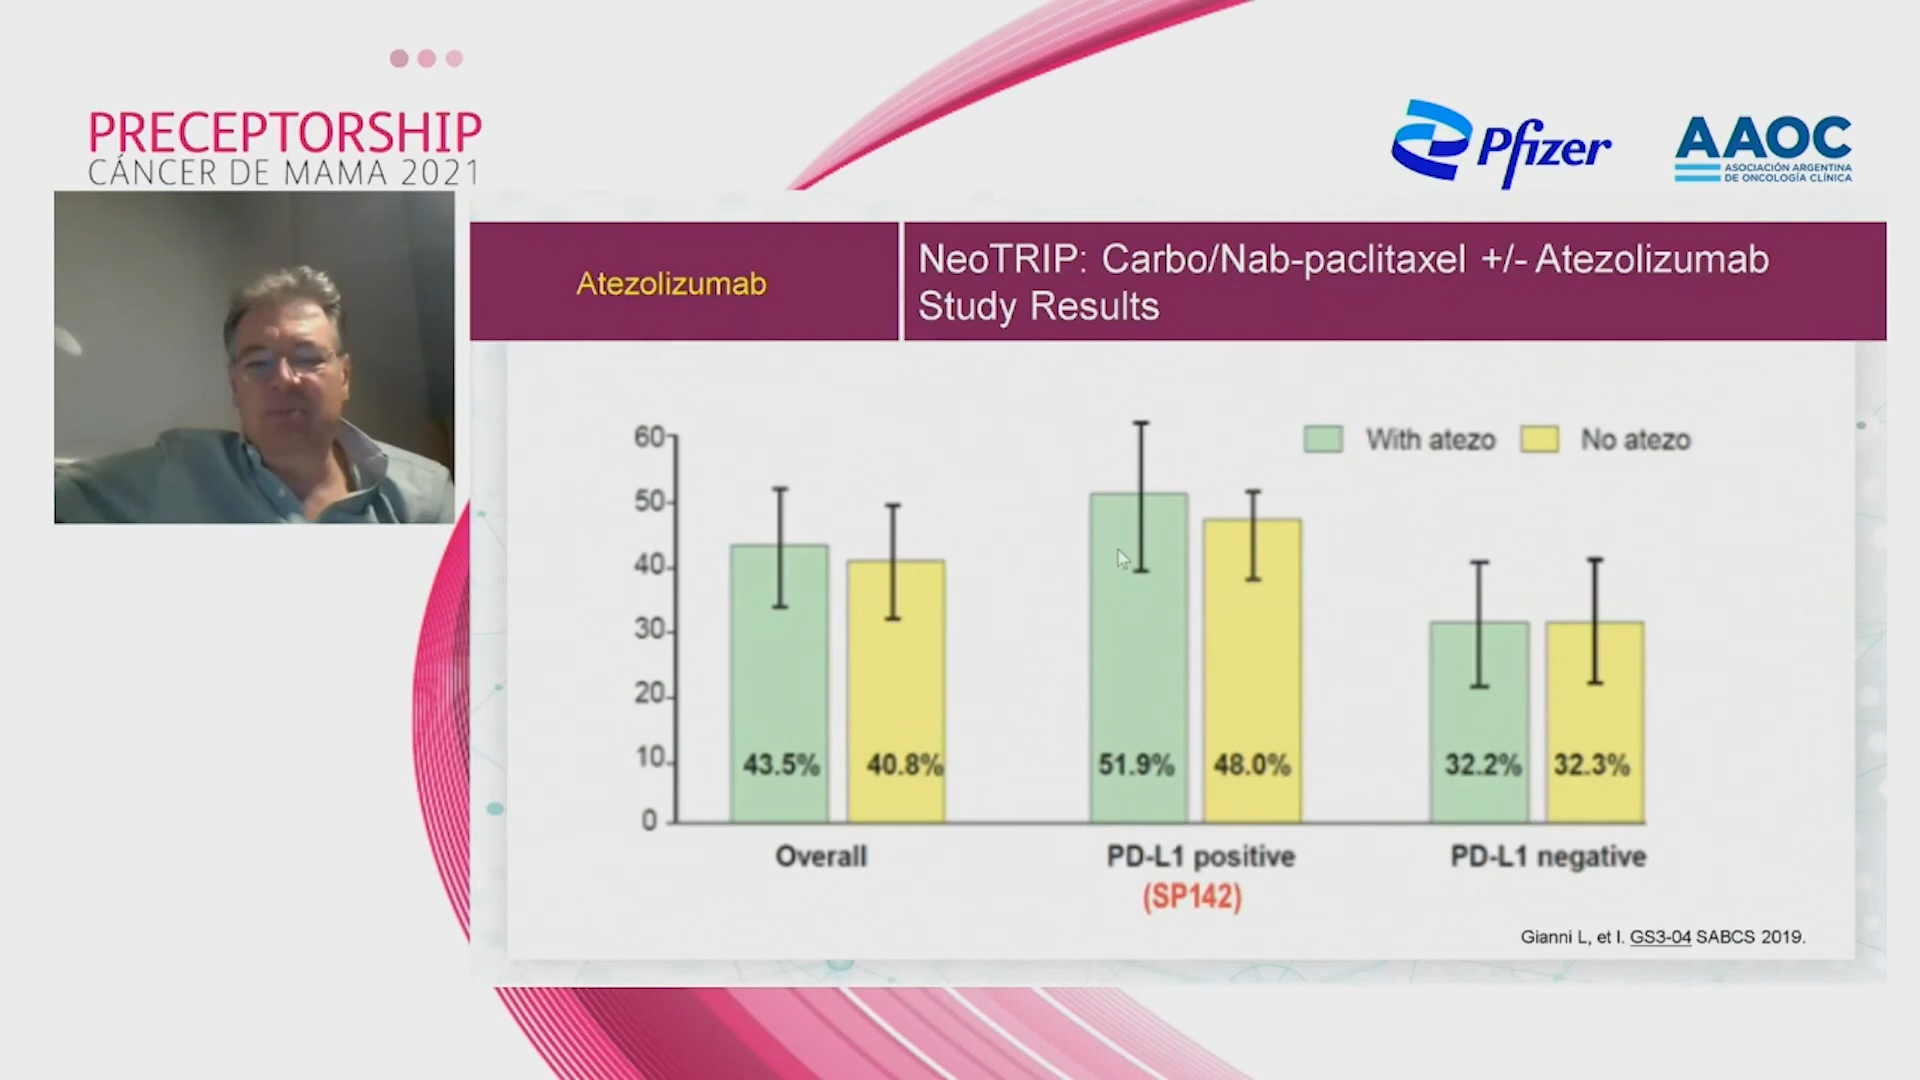 PRECEPTORSHIP
CÁNCER DE MAMA 2021
Pfizer
AAOC
ASOCIACIÓN ARGENTINA
DE ONCOLOGÍA CLÍNICA
Atezolizumab
NeoTRIP: Carbo/Nab-paclitaxel +/- Atezolizumab
Study Results
With atezo
No atezo
60
50
40
30
20
10
0
43.5%
40.8%
51.9%
48.0%
32.2%
32.3%
Overall
PD-L1 positive
(SP142)
PD-L1 negative
Gianni L, et l. GS3-04 SABCS 2019.